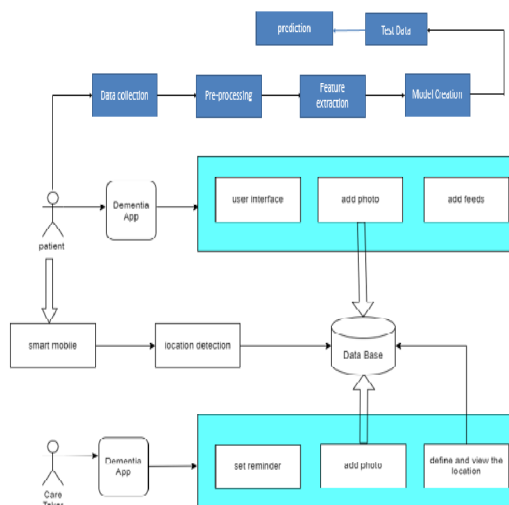 prediction
Test Data
Data collection
Pre-processing
Feature
extraction
Model Creation
user interface
add photo
add feeds
Dementia
App
patient
smart mobile
location detection
Data Base
Dementia
App
set reminder
add photo
define and view the
location
Care
Taker